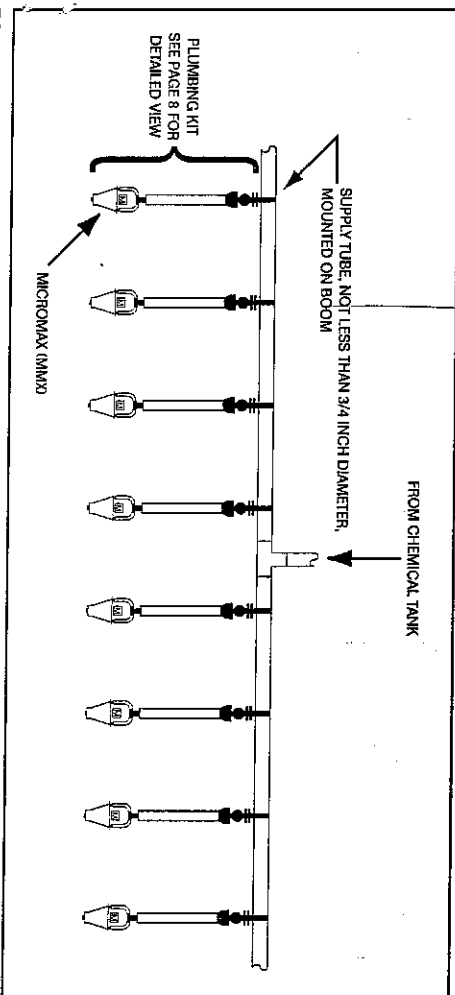 FROM CHEMICAL TANK
SUPPLY TUBE, NOT LESS THAN 3/4 INCH DIAMETER,
MOUNTED ON BOOM
PLUMBING KIT
SEE PAGE 8 FOR
DETAILED VIEW
MICROMAX (MMX)